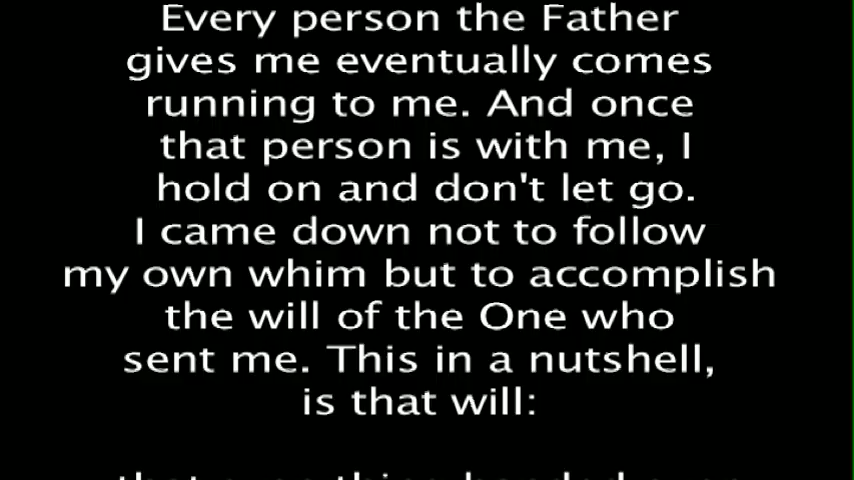 Every person the Father
gives me eventually comes
running to me. And once
that person is with me, I
hold on and don't let go.
I came down not to follow
my own whim but to accomplish
the will of the One who
sent me. This in a nutshell,
is that will: